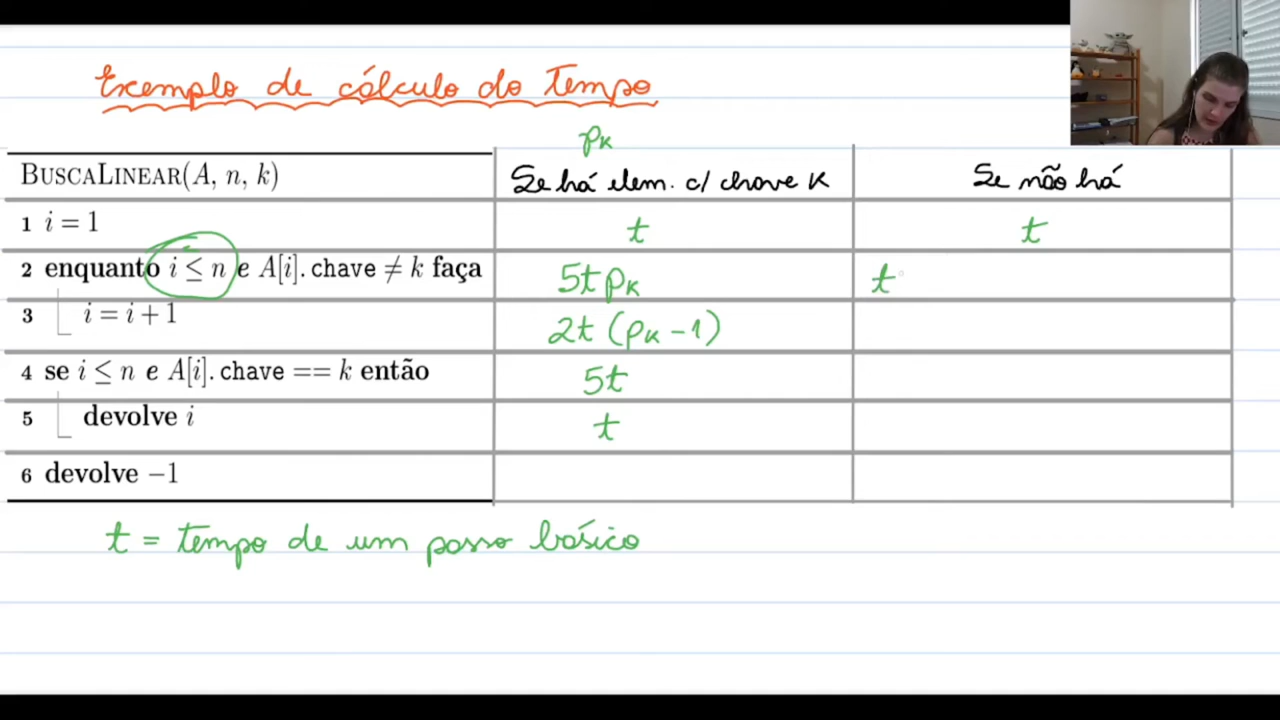 Exemplo de cálculo do Tempo
pK
BUSCALINEAR(A, n, k) Se há elem. c/ chave K Se não há
1 i = 1 t t
2 enquanto i ≤ n e A[i].chave ≠ k faça 5t pK t
3 i = i + 1 2t (pK - 1)
4 se i ≤ n e A[i].chave == k então 5t
5 devolve i t
6 devolve −1
t = tempo de um passo básico